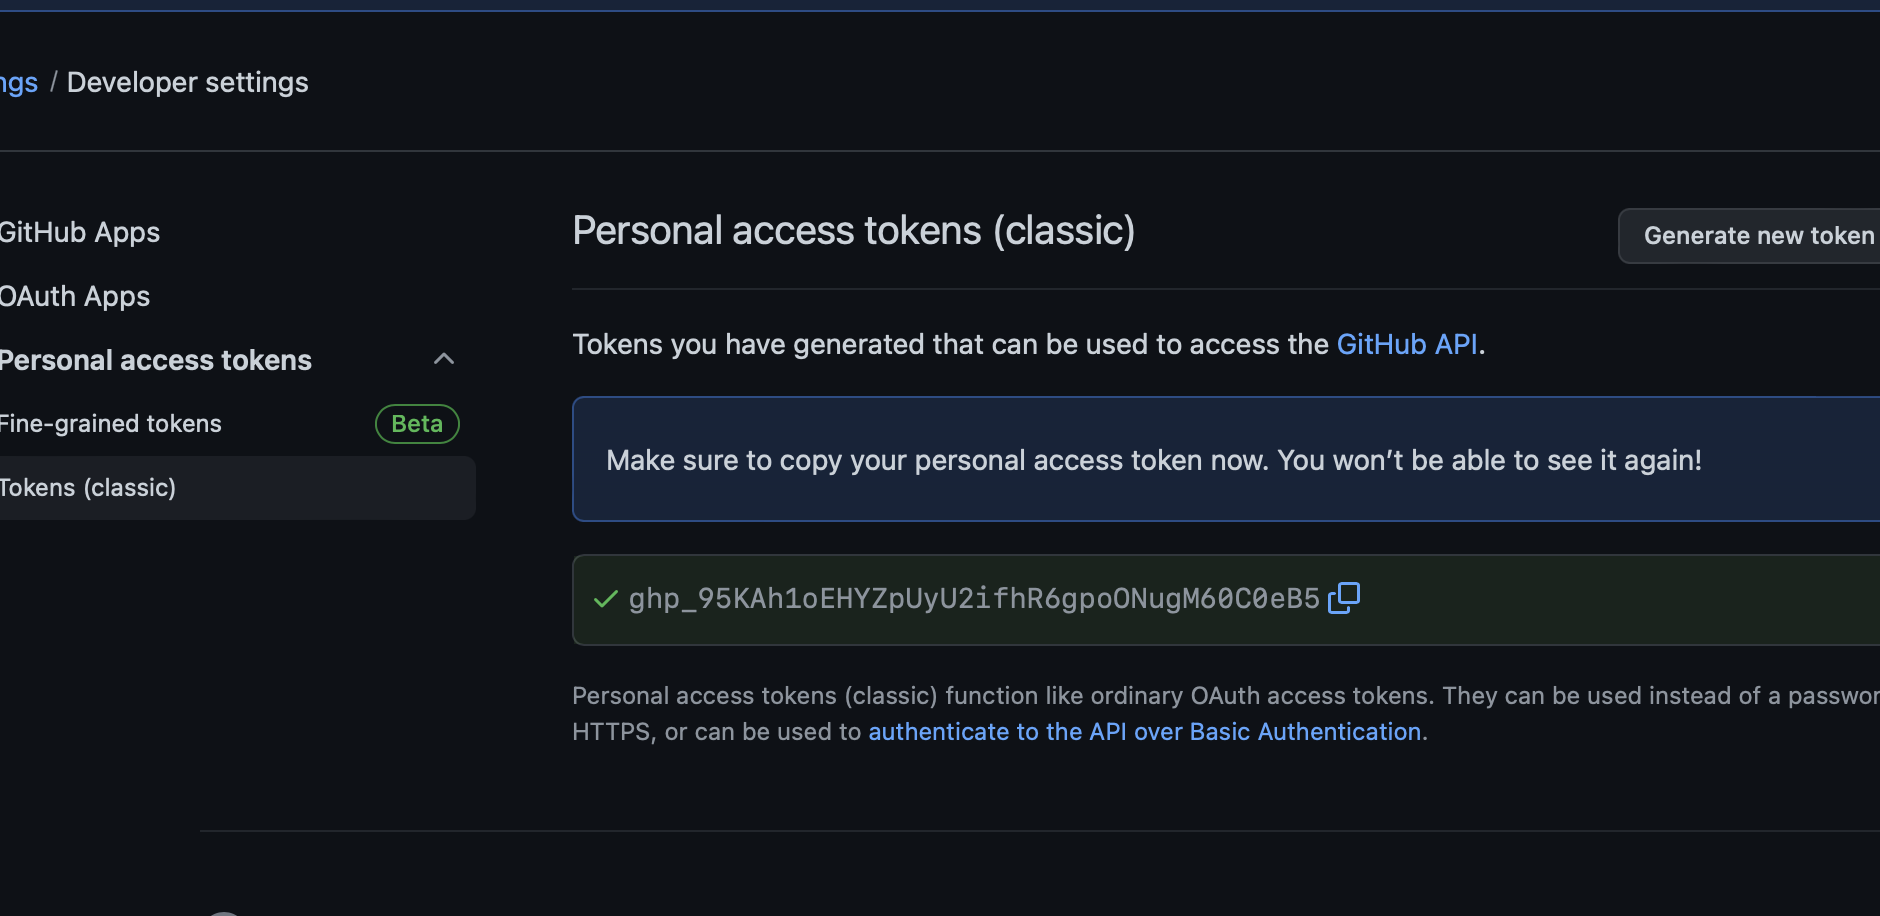 ngs / Developer settings
GitHub Apps
OAuth Apps
Personal access tokens
Fine-grained tokens Beta
Tokens (classic)
Personal access tokens (classic)
Generate new token
Tokens you have generated that can be used to access the GitHub API.
Make sure to copy your personal access token now. You won’t be able to see it again!
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
Personal access tokens (classic) function like ordinary OAuth access tokens. They can be used instead of a passwor
HTTPS, or can be used to authenticate to the API over Basic Authentication.